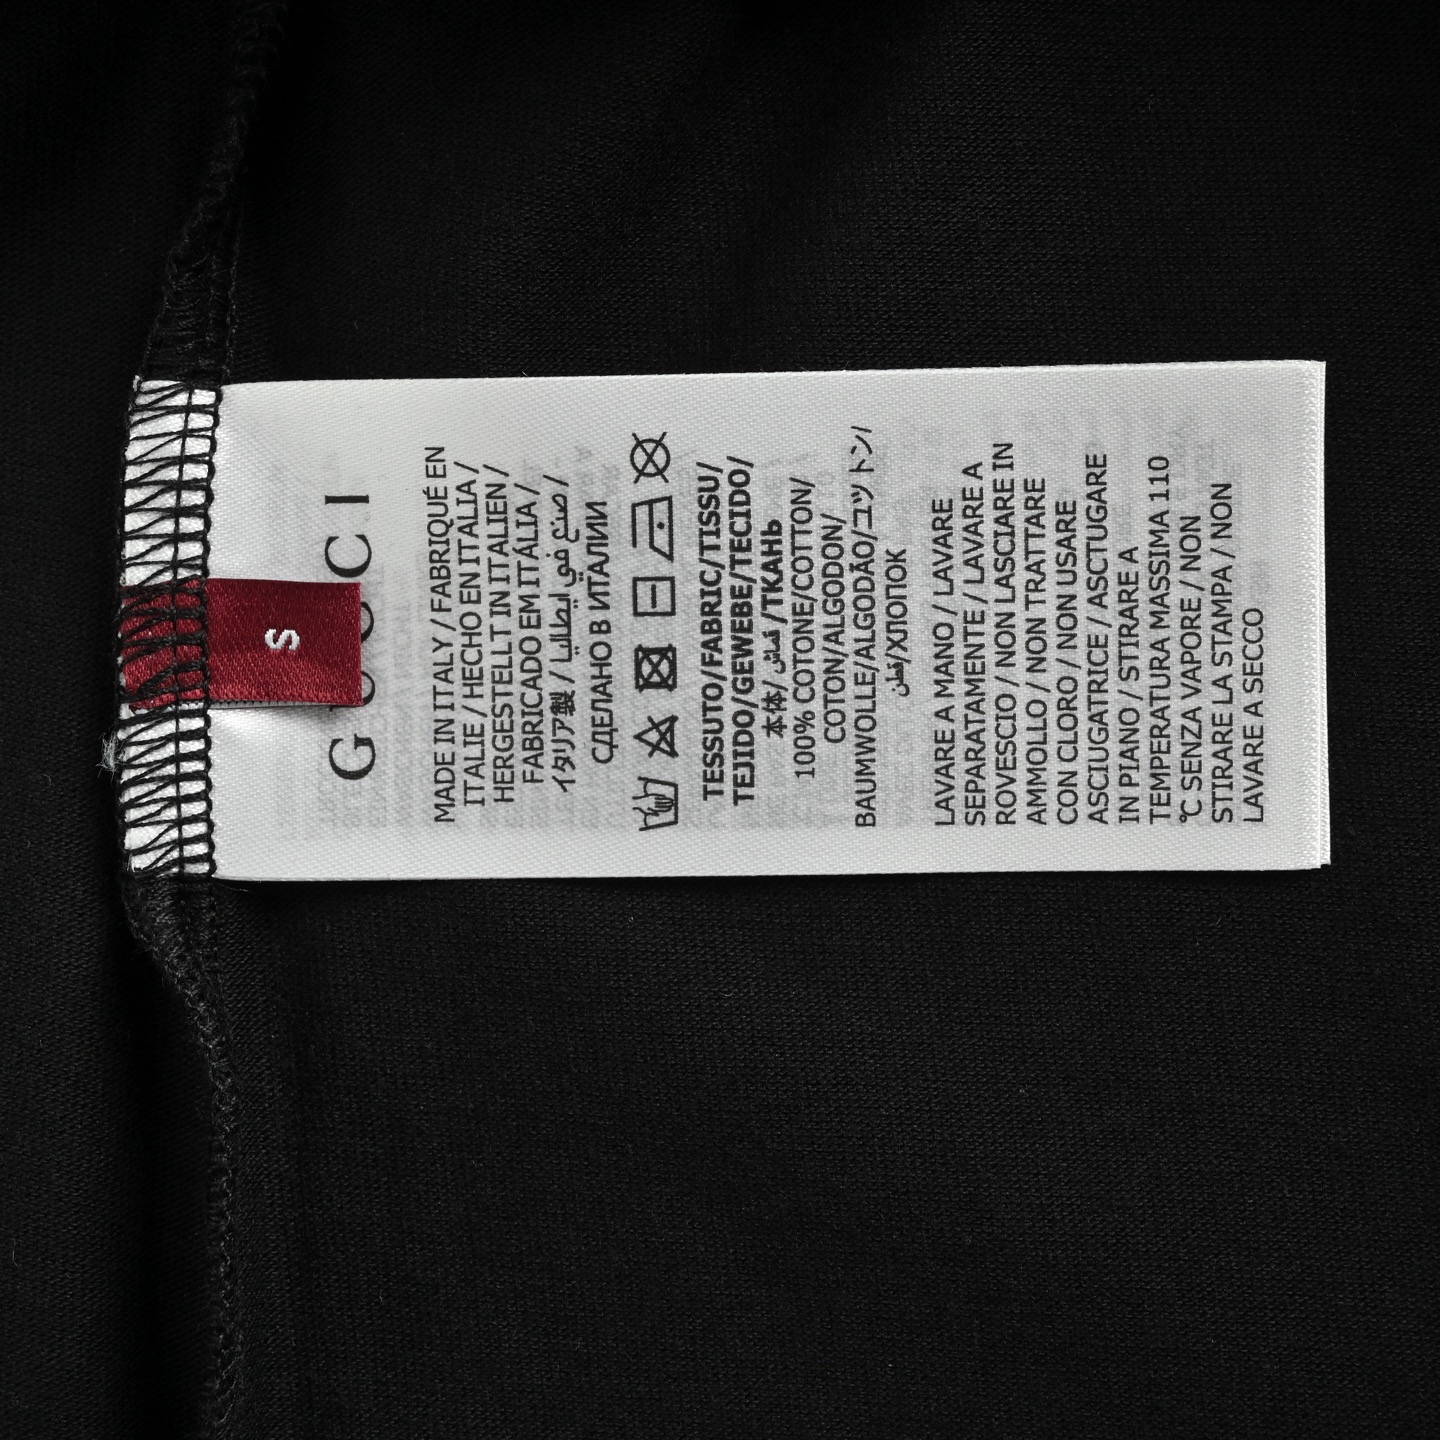 S
GUCCI
MADE IN ITALY / FABRIQUÉ EN
ITALIE / HECHO EN ITALIA /
HERGESTELLT IN ITALIEN /
FABRICADO EM ITÁLIA /
イタリア製 / صنع في ايطاليا /
СДЕЛАНО В ИТАЛИИ
TESSUTO/FABRIC/TISSU/
TEJIDO/GEWEBE/TECIDO/
本体/ قماش /ТКАНЬ
100% COTONE/COTTON/
COTON/ALGODON/
BAUMWOLLE/ALGODÃO/コットン/
قطن/ХЛОПОК
LAVARE A MANO / LAVARE
SEPARATAMENTE / LAVARE A
ROVESCIO / NON LASCIARE IN
AMMOLLO / NON TRATTARE
CON CLORO / NON USARE
ASCIUGATRICE / ASCTUGARE
IN PIANO / STIRARE A
TEMPERATURA MASSIMA 110
℃ SENZA VAPORE / NON
STIRARE LA STAMPA / NON
LAVARE A SECCO